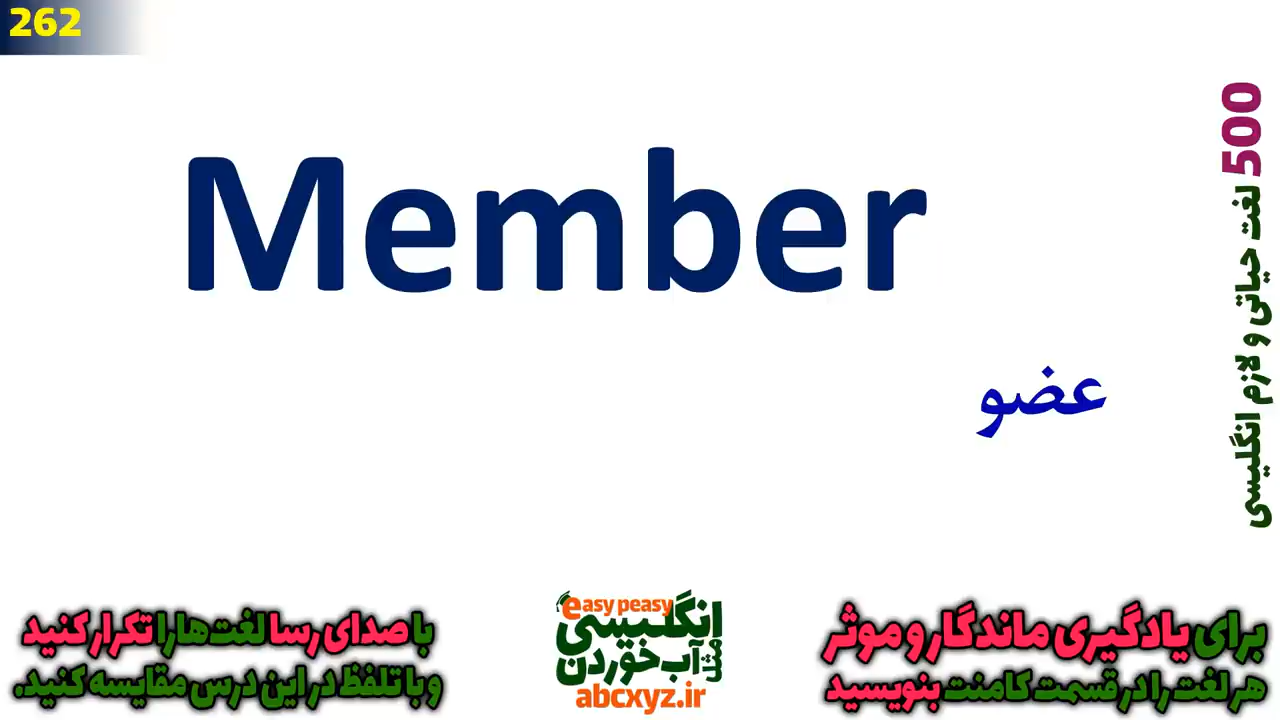 262
Member
عضو
500 لغت حیاتی و لازم انگلیسی
برای یادگیری ماندگار و موثر
هر لغت را در قسمت کامنت بنویسید
easy peasy
انگلیسی
مثل آب خوردن
abcxyz.ir
با صدای رسا لغت‌ها را تکرار کنید
و با تلفظ در این درس مقایسه کنید.